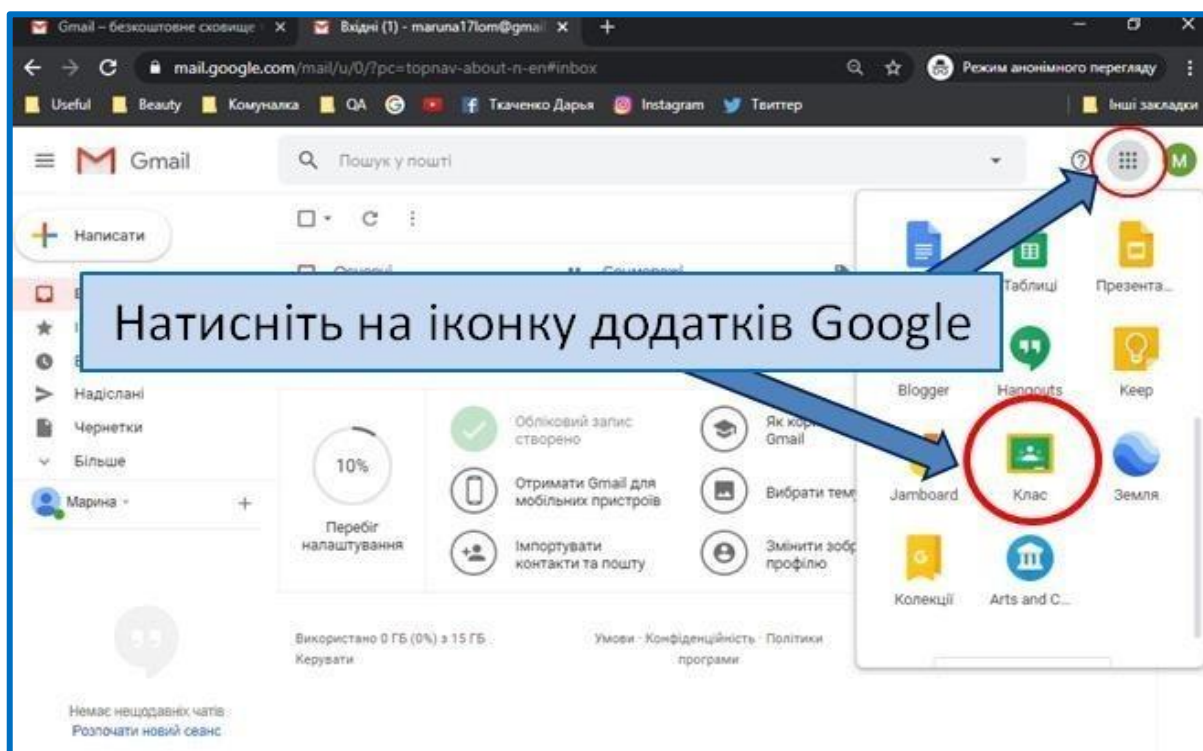 Gmail – безкоштовне сховище
Вхідні (1) - maruna17lom@gmai
mail.google.com/mail/u/0/?pc=topnav-about-n-en#inbox
Режим анонімного перегляду
Useful
Beauty
Комуналка
QA
Ткаченко Дарья
Instagram
Твиттер
Інші закладки
Gmail
Пошук у пошті
M
Написати
Таблиці
Презента...
Натисніть на іконку додатків Google
Надіслані
Чернетки
Більше
Марина
10%
Перебіг
налаштування
Обліковий запис
створено
Gmail
Отримати Gmail для
мобільних пристроїв
Вибрати тему
Імпортувати
контакти та пошту
Змінити зобр
профілю
Blogger
Hangouts
Keep
Jamboard
Клас
Земля
Колекції
Arts and C...
Використано 0 ГБ (0%) з 15 ГБ
Керувати
Умови · Конфіденційність · Політики
програми
Немає нещодавніх чатів
Розпочати новий сеанс